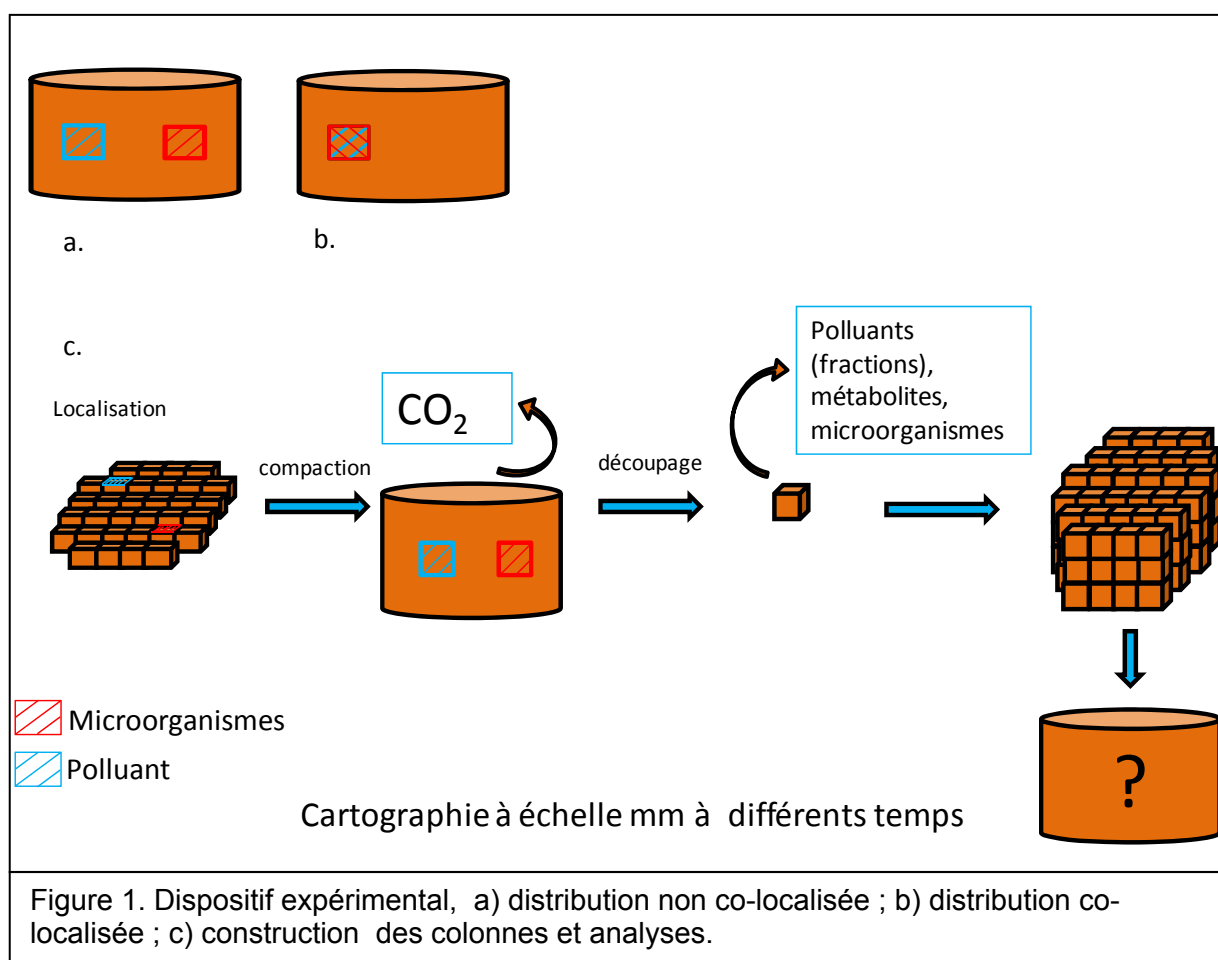 a.
b.
c.
Localisation
compaction
CO2
découpage
Polluants
(fractions),
métabolites,
microorganismes
Microorganismes
Polluant
?
Cartographie à échelle mm à différents temps
Figure 1. Dispositif expérimental, a) distribution non co-localisée ; b) distribution co-
localisée ; c) construction des colonnes et analyses.